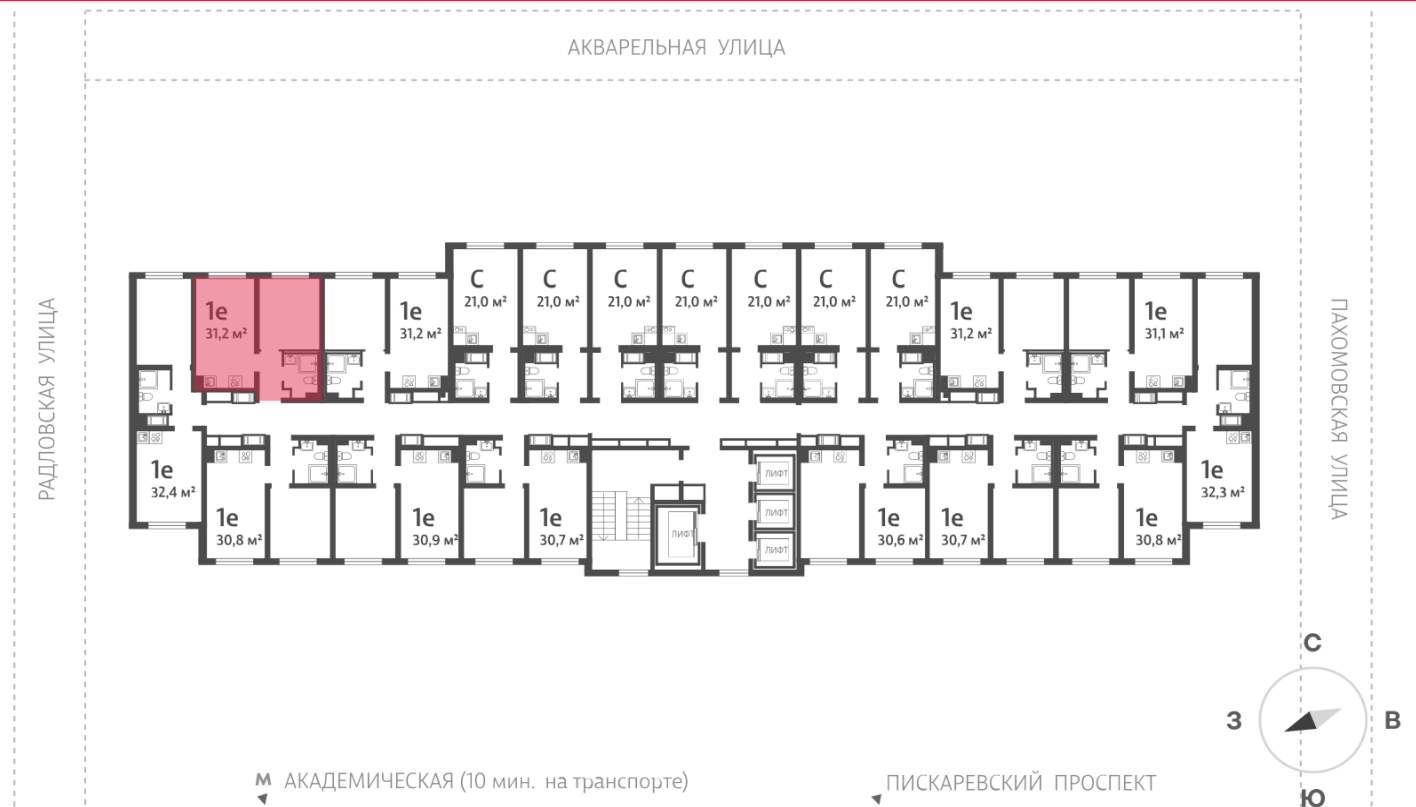 АКВАРЕЛЬНАЯ УЛИЦА
РАДЛОВСКАЯ УЛИЦА
ПАХОМОВСКАЯ УЛИЦА
1е
31,2 м²
1е
31,2 м²
С
21,0 м²
С
21,0 м²
С
21,0 м²
С
21,0 м²
С
21,0 м²
С
21,0 м²
С
21,0 м²
1е
31,2 м²
1е
31,1 м²
1е
32,4 м²
1е
30,8 м²
1е
30,9 м²
1е
30,7 м²
ЛИФТ
ЛИФТ
ЛИФТ
ЛИФТ
1е
30,6 м²
1е
30,7 м²
1е
30,8 м²
1е
32,3 м²
С
З
В
Ю
М АКАДЕМИЧЕСКАЯ (10 мин. на транспорте)
ПИСКАРЕВСКИЙ ПРОСПЕКТ